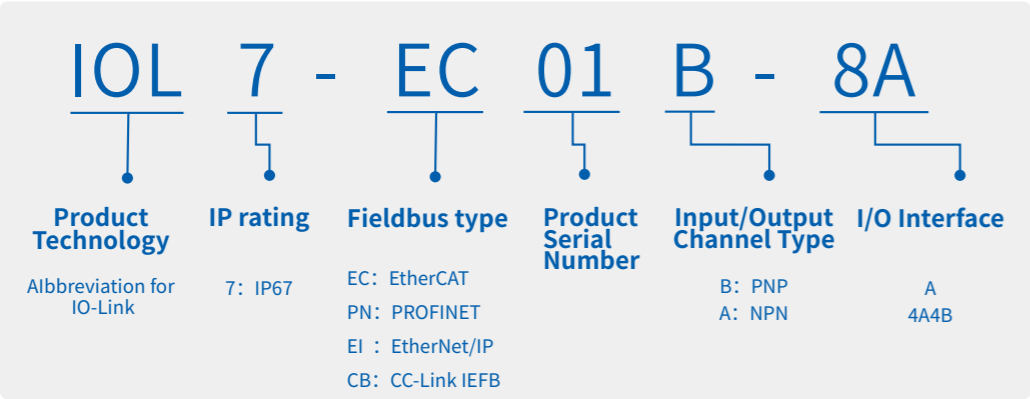 IOL 7 - EC 01 B - 8A
Product
Technology
AIbbreviation for
IO-Link
IP rating
7：IP67
Fieldbus type
EC：EtherCAT
PN：PROFINET
EI ：EtherNet/IP
CB：CC-Link IEFB
Product
Serial
Number
Input/Output
Channel Type
B：PNP
A：NPN
I/O Interface
A
4A4B